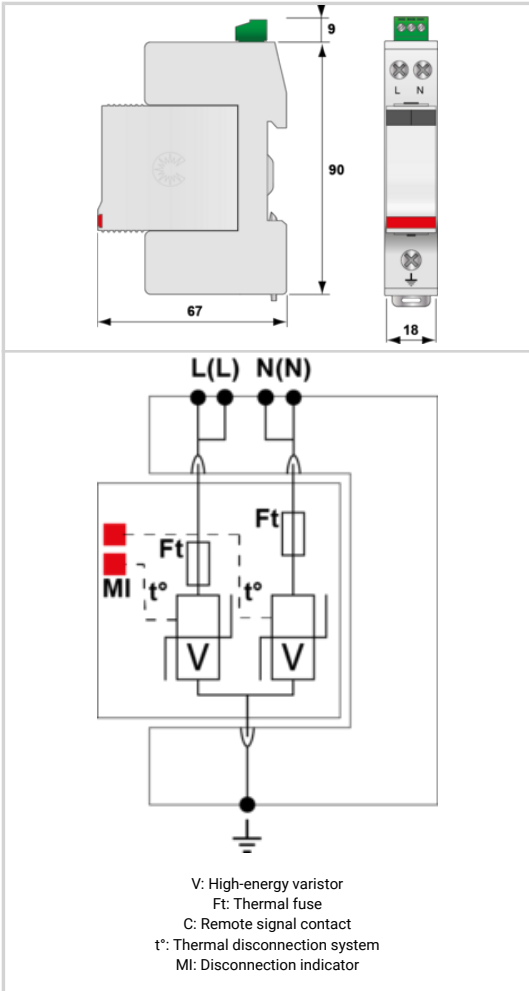 9
L N
90
67
18
L(L) N(N)
Ft
Ft
MI
t°
t°
V
V
V: High-energy varistor
Ft: Thermal fuse
C: Remote signal contact
t°: Thermal disconnection system
MI: Disconnection indicator